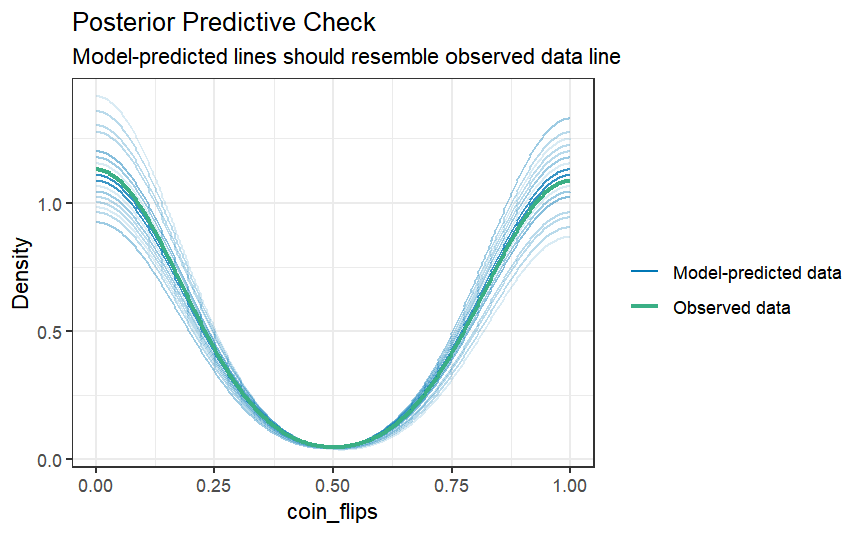 Posterior Predictive Check
Model-predicted lines should resemble observed data line
Density
1.0
0.5
0.0
0.00
0.25
0.50
0.75
1.00
coin_flips
Model-predicted data
Observed data